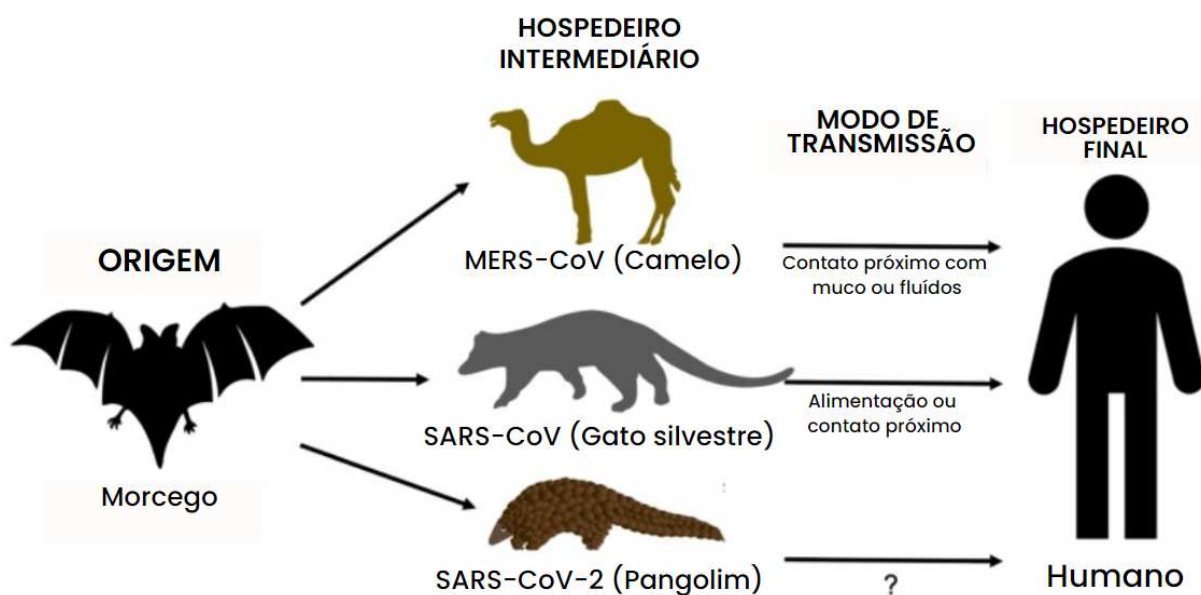 HOSPEDEIRO
INTERMEDIÁRIO
MODO DE
TRANSMISSÃO
HOSPEDEIRO
FINAL
ORIGEM
Morcego
MERS-CoV (Camelo)
Contato próximo com
muco ou fluídos
SARS-CoV (Gato silvestre)
Alimentação ou
contato próximo
SARS-CoV-2 (Pangolim)
?
Humano